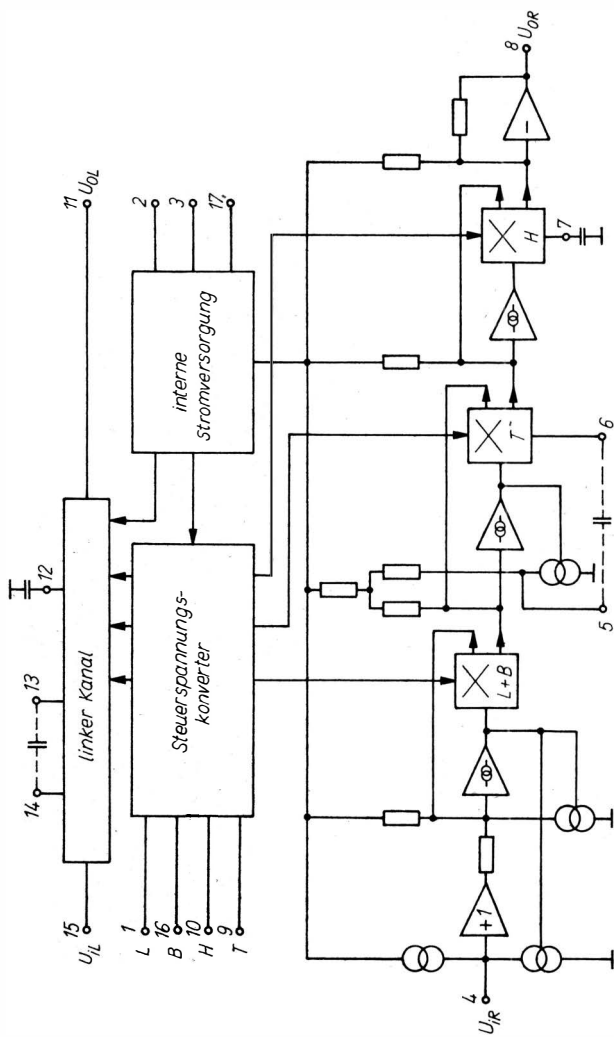 15
U_iL
14
13
12
11 U_OL
linker Kanal
1
L
16
B
10
H
9
T
Steuerspannungs-
konverter
interne
Stromversorgung
2
3
17
4
U_iR
+1
L+B
5
T
6
H
7
−
8 U_OR